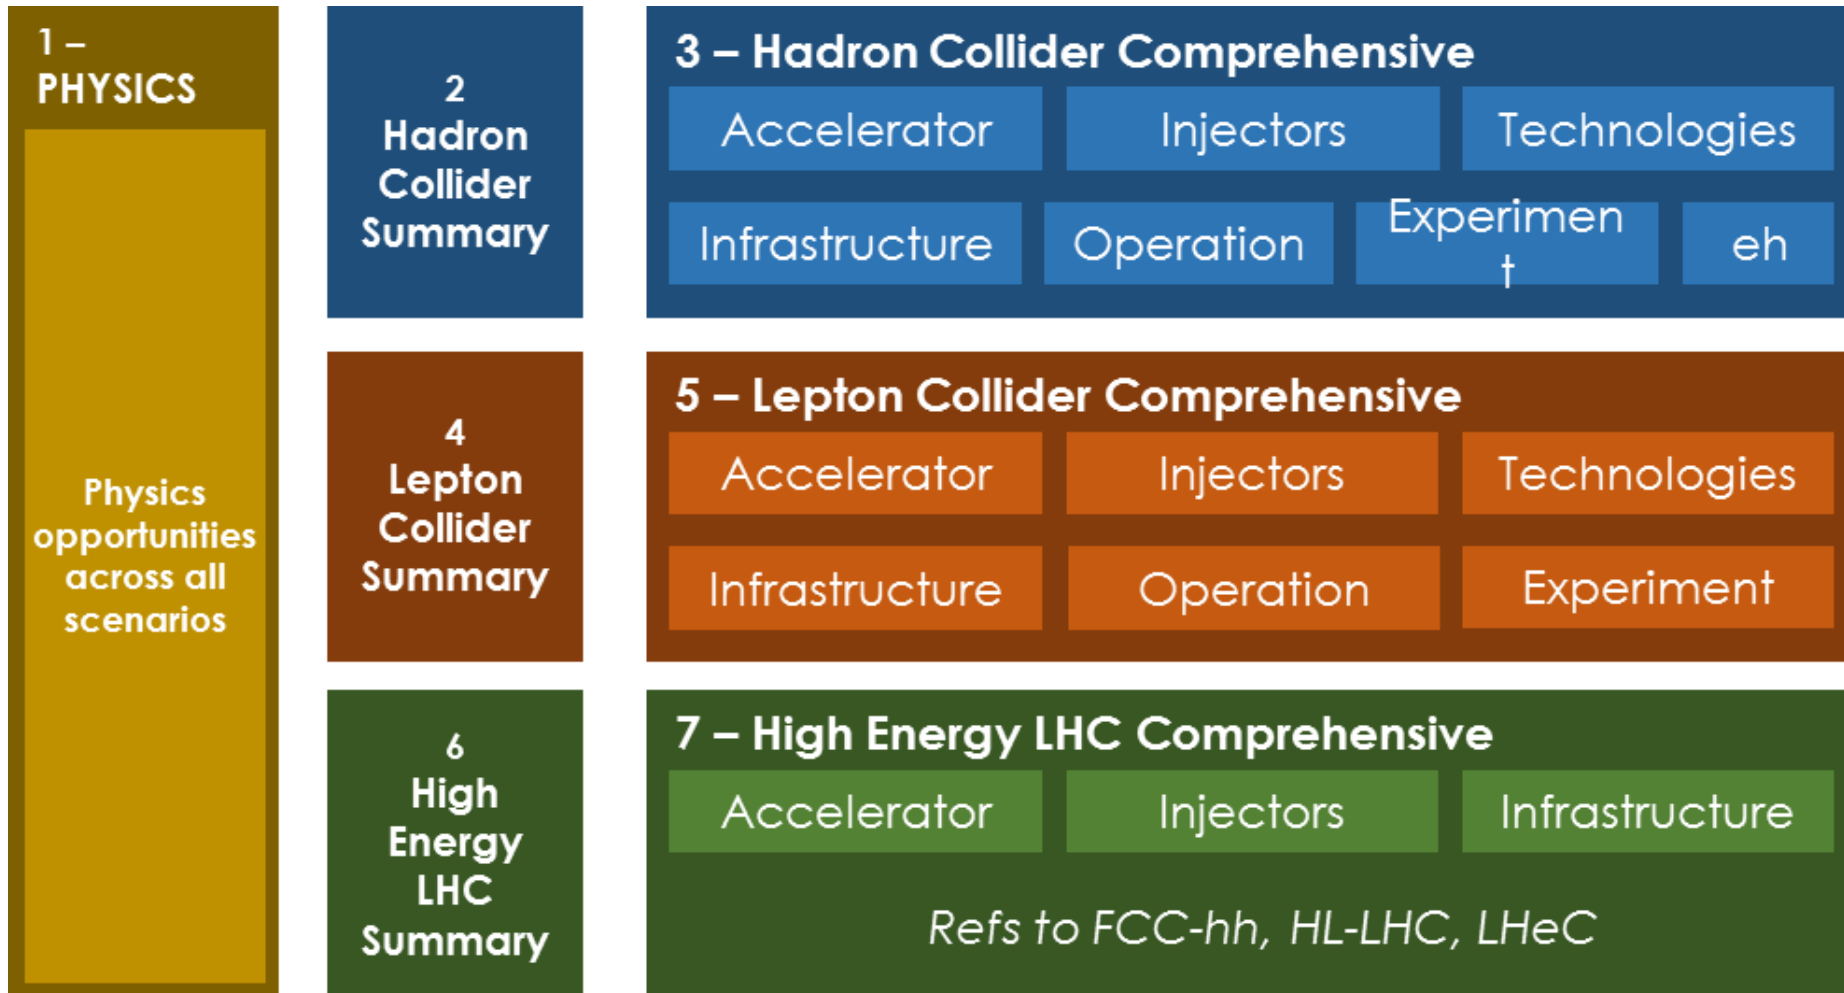 1 –
PHYSICS
Physics
opportunities
across all
scenarios
2
Hadron
Collider
Summary
3 – Hadron Collider Comprehensive
Accelerator
Injectors
Technologies
Infrastructure
Operation
Experimen
t
eh
4
Lepton
Collider
Summary
5 – Lepton Collider Comprehensive
Accelerator
Injectors
Technologies
Infrastructure
Operation
Experiment
6
High
Energy
LHC
Summary
7 – High Energy LHC Comprehensive
Accelerator
Injectors
Infrastructure
Refs to FCC-hh, HL-LHC, LHeC